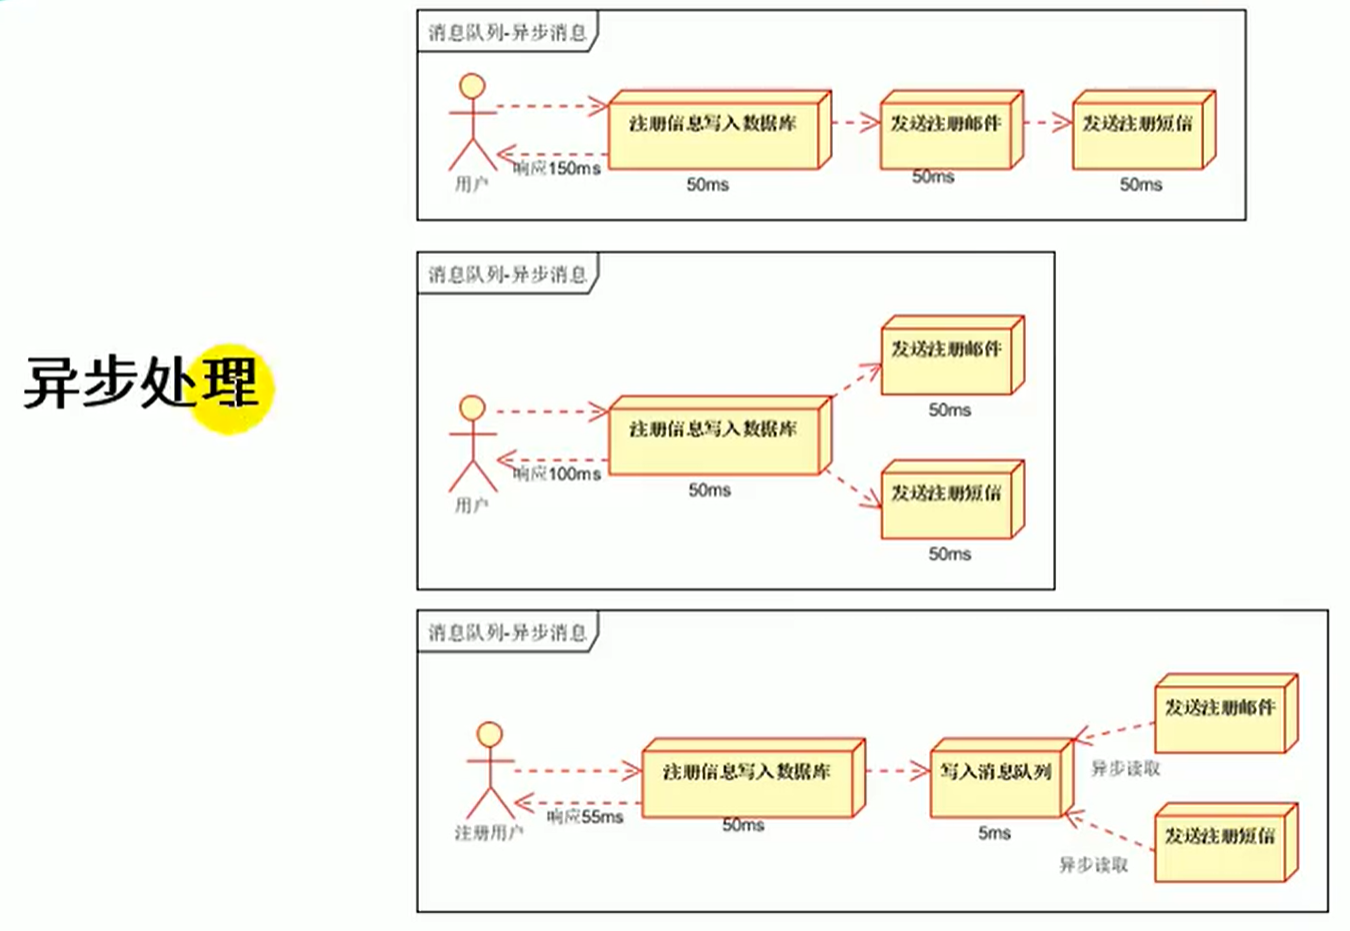 异步处理
消息队列-异步消息
注册信息写入数据库
发送注册邮件
发送注册短信
响应150ms
用户
50ms
50ms
50ms
消息队列-异步消息
发送注册邮件
50ms
注册信息写入数据库
响应100ms
用户
50ms
发送注册短信
50ms
消息队列-异步消息
发送注册邮件
注册信息写入数据库
写入消息队列
异步读取
响应55ms
注册用户
50ms
5ms
发送注册短信
异步读取